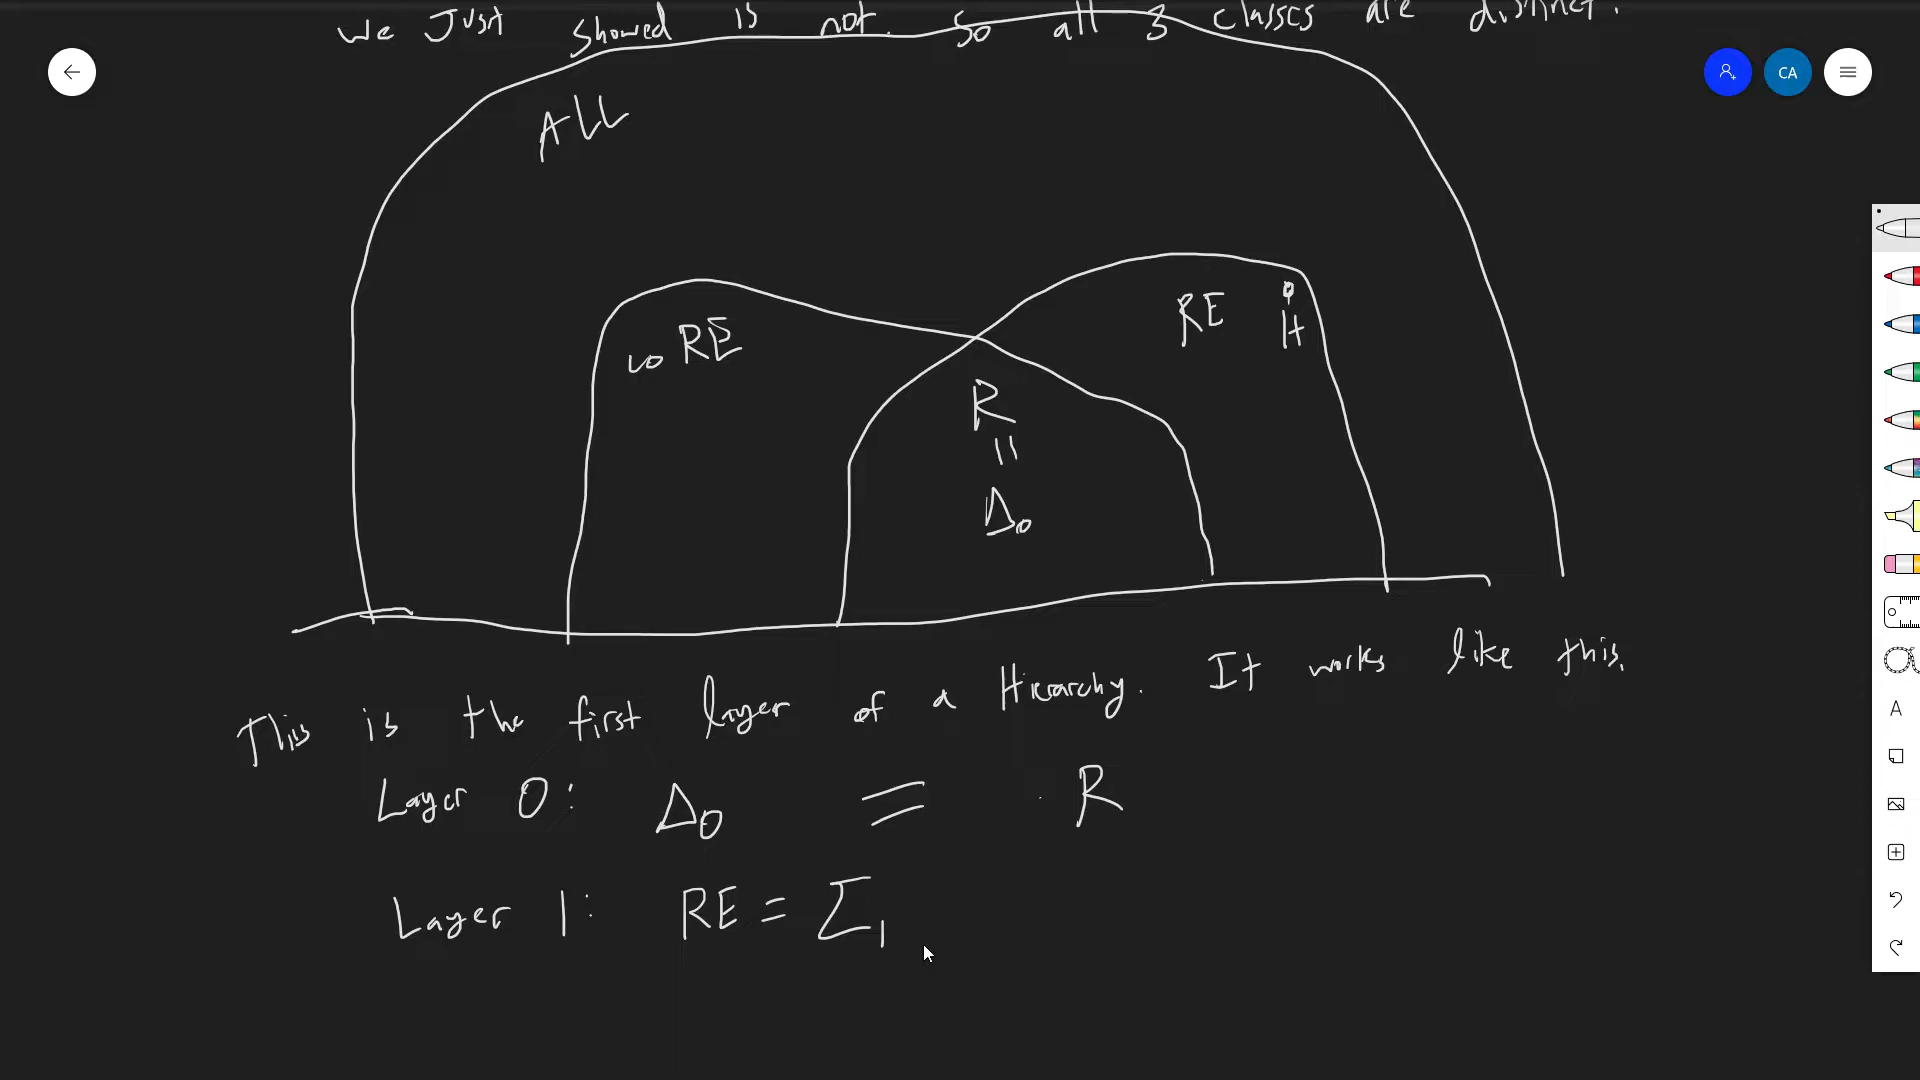 we Just showed is not. So all 3 classes are distinct.
CA
ALL
co RE
RE
H
R
=
Δ₀
This is the first layer of a Hierarchy. It works like this.
Layer 0: Δ₀ = R
Layer 1: RE = Σ₁
A